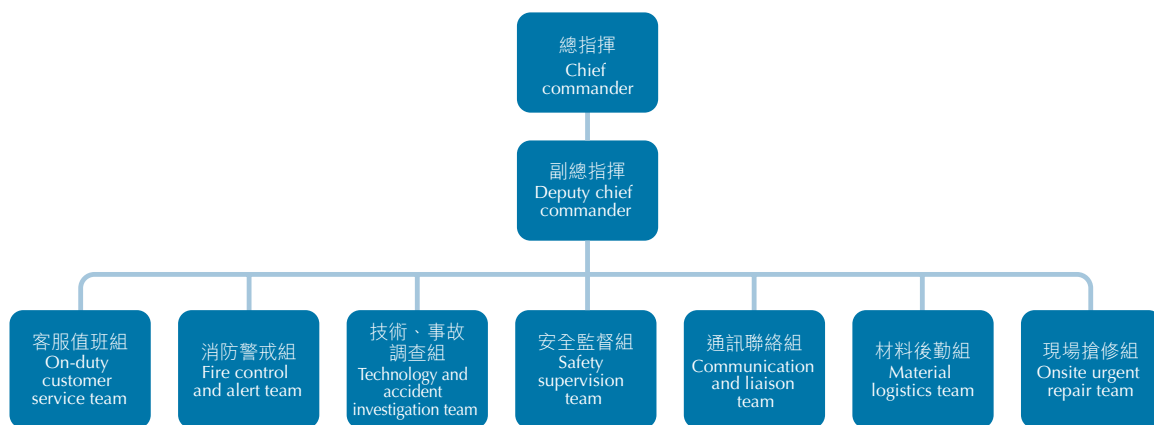 總指揮
Chief
commander
副總指揮
Deputy chief
commander
客服值班組
On-duty
customer
service team
消防警戒組
Fire control
and alert team
技術、事故
調查組
Technology and
accident
investigation team
安全監督組
Safety
supervision
team
通訊聯絡組
Communication
and liaison
team
材料後勤組
Material
logistics team
現場搶修組
Onsite urgent
repair team